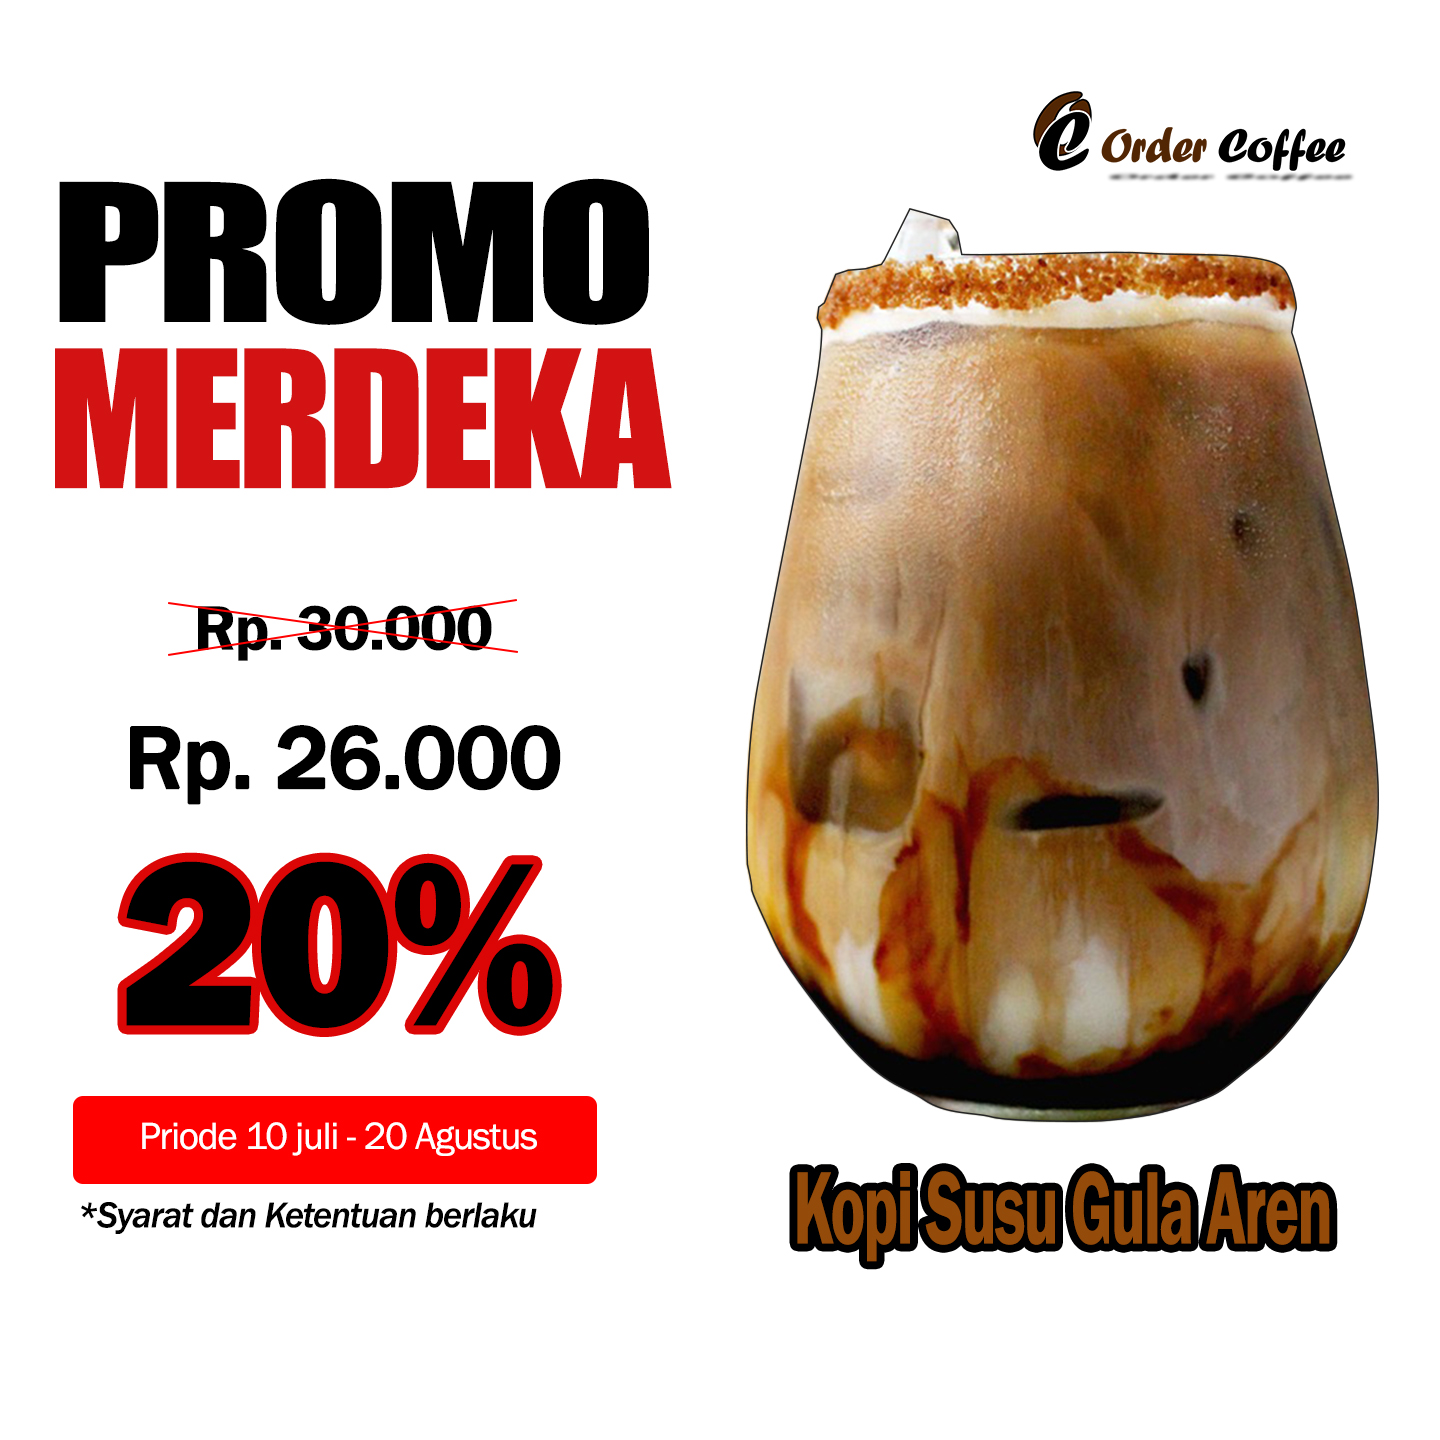 Order Coffee
PROMO
MERDEKA
Rp. 30.000
Rp. 26.000
20%
Priode 10 juli - 20 Agustus
*Syarat dan Ketentuan berlaku
Kopi Susu Gula Aren